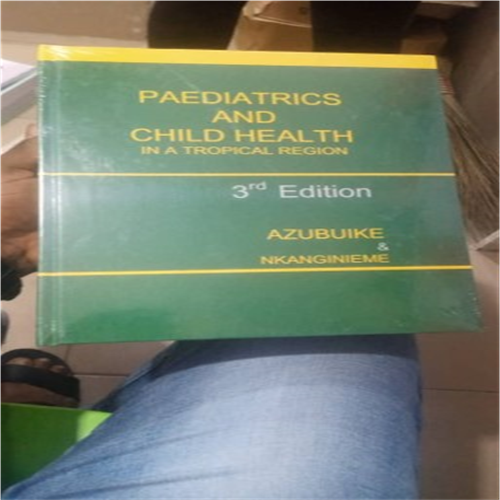 PAEDIATRICS
AND
CHILD HEALTH
IN A TROPICAL REGION
3rd Edition
AZUBUIKE
&
NKANGINIEME